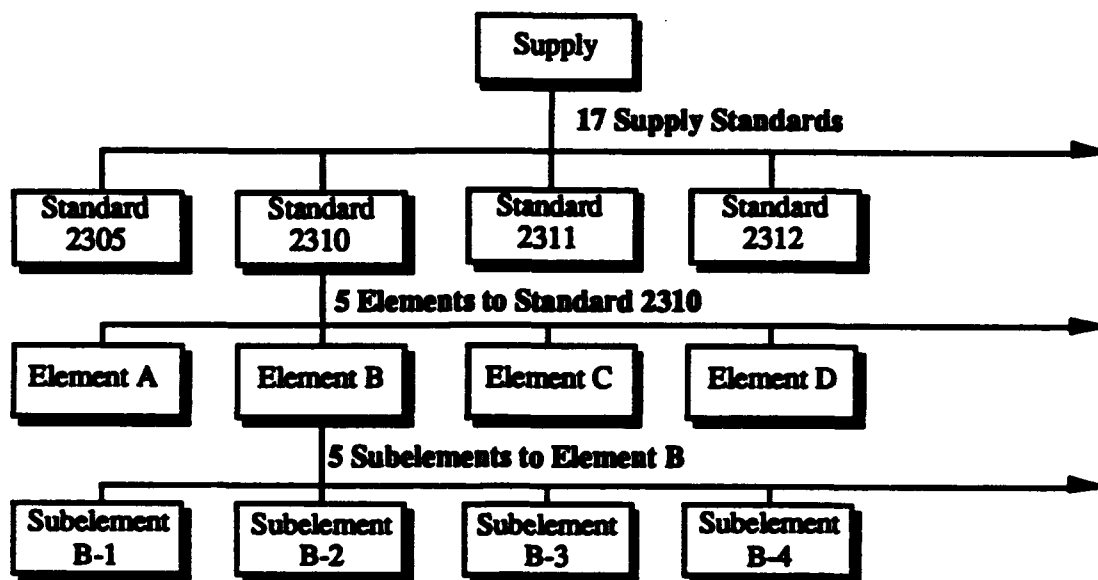 Supply
17 Supply Standards
Standard
2305
Standard
2310
Standard
2311
Standard
2312
5 Elements to Standard 2310
Element A
Element B
Element C
Element D
5 Subelements to Element B
Subelement
B-1
Subelement
B-2
Subelement
B-3
Subelement
B-4